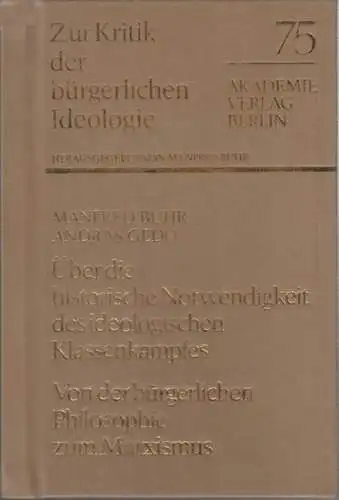 Zur Kritik
der
bürgerlichen
Ideologie
75
AKADEMIE
VERLAG
BERLIN
HERAUSGEGEBEN VON MANFRED BUHR
MANFRED BUHR
ANDRÁS GEDÖ
Über die
historische Notwendigkeit
des ideologischen
Klassenkampfes
Von der bürgerlichen
Philosophie
zum Marxismus